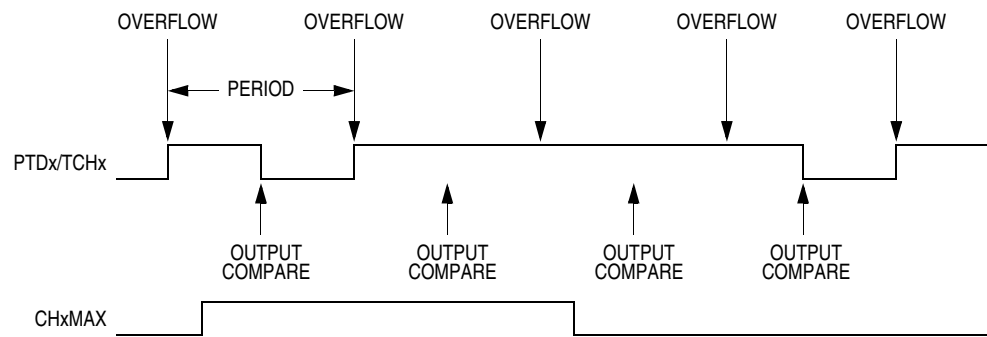 OVERFLOW OVERFLOW OVERFLOW OVERFLOW OVERFLOW
PERIOD
PTDx/TCHx
OUTPUT COMPARE
OUTPUT COMPARE
OUTPUT COMPARE
OUTPUT COMPARE
CHxMAX